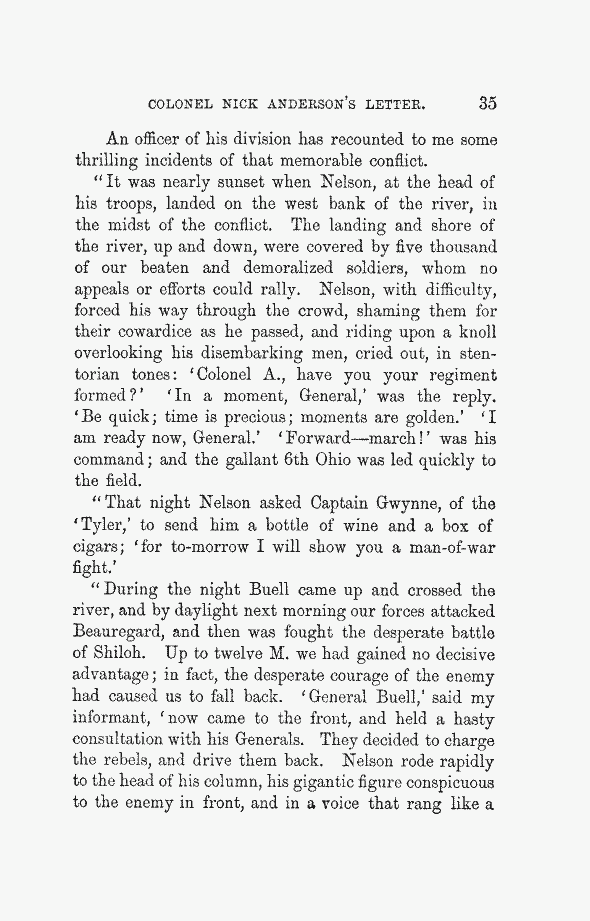 COLONEL NICK ANDERSON'S LETTER. 35
An officer of his division has recounted to me some
thrilling incidents of that memorable conflict.
"It was nearly sunset when Nelson, at the head of
his troops, landed on the west bank of the river, in
the midst of the conflict. The landing and shore of
the river, up and down, were covered by five thousand
of our beaten and demoralized soldiers, whom no
appeals or efforts could rally. Nelson, with difficulty,
forced his way through the crowd, shaming them for
their cowardice as he passed, and riding upon a knoll
overlooking his disembarking men, cried out, in sten-
torian tones: 'Colonel A., have you your regiment
formed?' 'In a moment, General,' was the reply.
'Be quick; time is precious; moments are golden.' 'I
am ready now, General.' 'Forward—march!' was his
command; and the gallant 6th Ohio was led quickly to
the field.
"That night Nelson asked Captain Gwynne, of the
'Tyler,' to send him a bottle of wine and a box of
cigars; 'for to-morrow I will show you a man-of-war
fight.'
"During the night Buell came up and crossed the
river, and by daylight next morning our forces attacked
Beauregard, and then was fought the desperate battle
of Shiloh. Up to twelve M. we had gained no decisive
advantage; in fact, the desperate courage of the enemy
had caused us to fall back. 'General Buell,' said my
informant, 'now came to the front, and held a hasty
consultation with his Generals. They decided to charge
the rebels, and drive them back. Nelson rode rapidly
to the head of his column, his gigantic figure conspicuous
to the enemy in front, and in a voice that rang like a